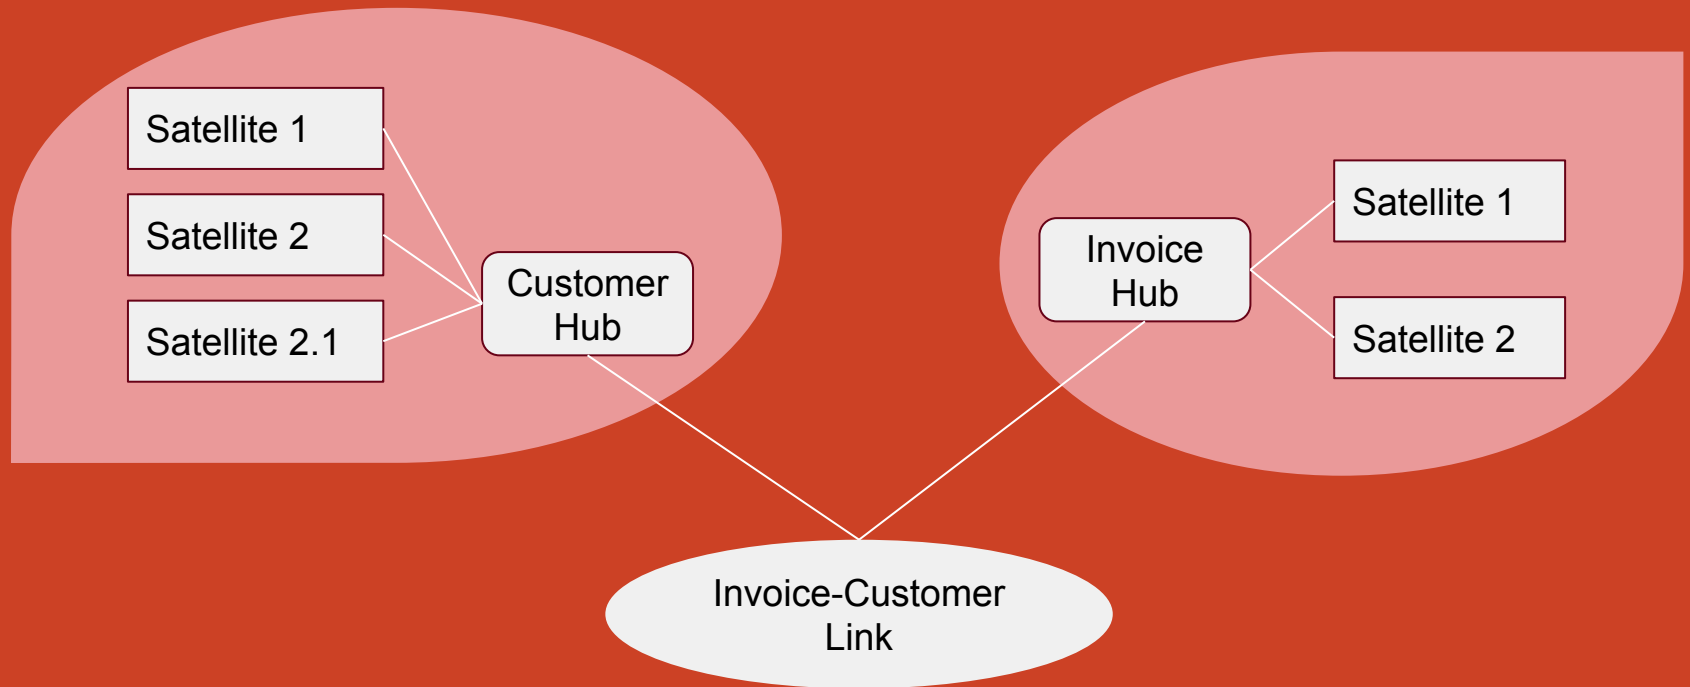 Satellite 1
Satellite 2
Satellite 2.1
Customer
Hub
Invoice
Hub
Satellite 1
Satellite 2
Invoice-Customer
Link